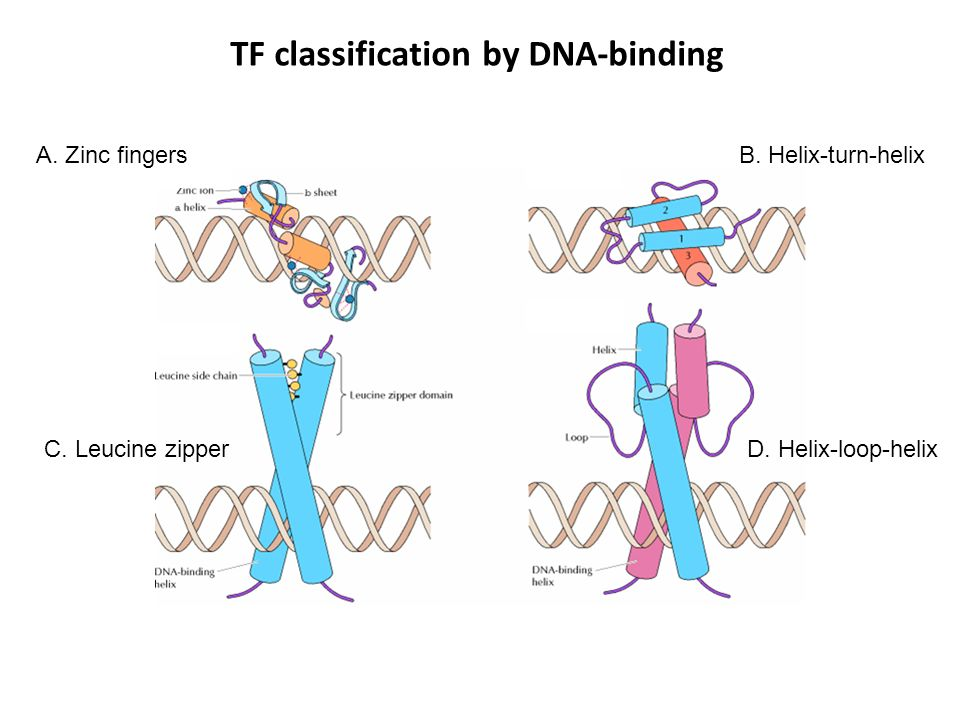 TF classification by DNA-binding
A. Zinc fingers
B. Helix-turn-helix
Zinc ion
b sheet
a helix
2
1
3
Leucine side chain
Leucine zipper domain
Helix
Loop
C. Leucine zipper
D. Helix-loop-helix
DNA-binding
helix
DNA-binding
helix